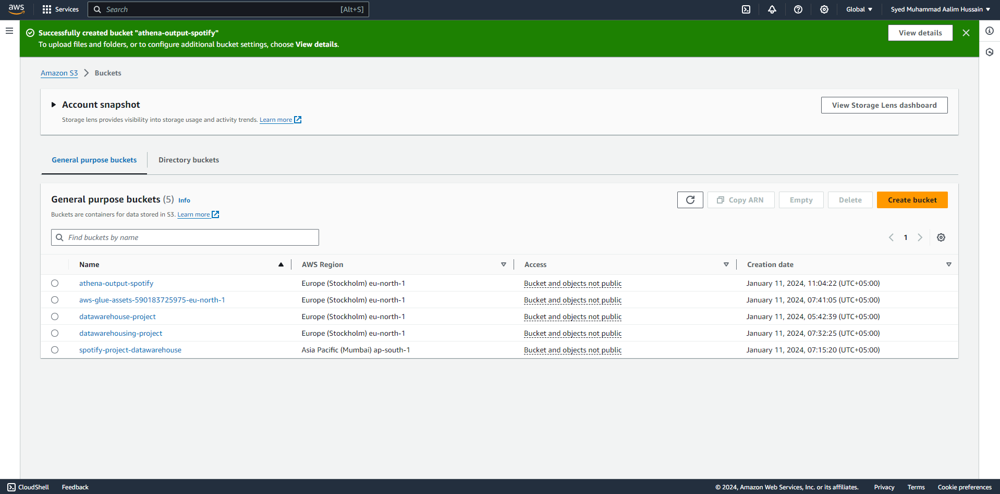 aws Services Search [Alt+S] Global Syed Muhammad Aalim Hussain
Successfully created bucket "athena-output-spotify"
To upload files and folders, or to configure additional bucket settings, choose View details.
View details
Amazon S3 Buckets
Account snapshot
Storage lens provides visibility into storage usage and activity trends. Learn more
View Storage Lens dashboard
General purpose buckets Directory buckets
General purpose buckets (5) Info
Buckets are containers for data stored in S3. Learn more
Copy ARN Empty Delete Create bucket
Find buckets by name
1
Name AWS Region Access Creation date
athena-output-spotify Europe (Stockholm) eu-north-1 Bucket and objects not public January 11, 2024, 11:04:22 (UTC+05:00)
aws-glue-assets-590183725975-eu-north-1 Europe (Stockholm) eu-north-1 Bucket and objects not public January 11, 2024, 07:41:05 (UTC+05:00)
datawarehouse-project Europe (Stockholm) eu-north-1 Bucket and objects not public January 11, 2024, 05:42:39 (UTC+05:00)
datawarehousing-project Europe (Stockholm) eu-north-1 Bucket and objects not public January 11, 2024, 07:32:25 (UTC+05:00)
spotify-project-datawarehouse Asia Pacific (Mumbai) ap-south-1 Bucket and objects not public January 11, 2024, 07:15:20 (UTC+05:00)
CloudShell Feedback © 2024, Amazon Web Services, Inc. or its affiliates. Privacy Terms Cookie preferences